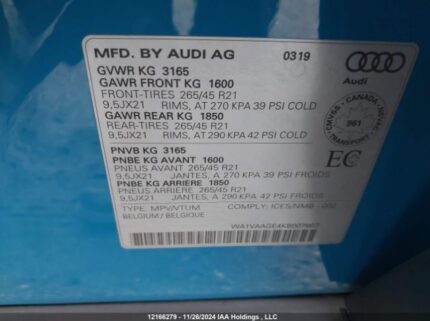 MFD. BY AUDI AG 0319
GVWR KG 3165
GAWR FRONT KG 1600
FRONT-TIRES 265/45 R21
9,5JX21 RIMS, AT 270 KPA 39 PSI COLD
GAWR REAR KG 1850
REAR-TIRES 265/45 R21
9,5JX21 RIMS, AT 290 KPA 42 PSI COLD
Audi
CANADA
TRANSPORT
861
EC
PNVB KG 3165
PNBE KG AVANT 1600
PNEUS AVANT 265/45 R21
9,5JX21 JANTES, A 270 KPA 39 PSI FROIDS
PNBE KG ARRIERE 1850
PNEUS ARRIERE 265/45 R21
9,5JX21 JANTES, A 290 KPA 42 PSI FROIDS
TYPE: MPV/VTUM COMPLY: ICES/NMB - 002
BELGIUM / BELGIQUE
12166279 - 11/26/2024 IAA Holdings , LLC